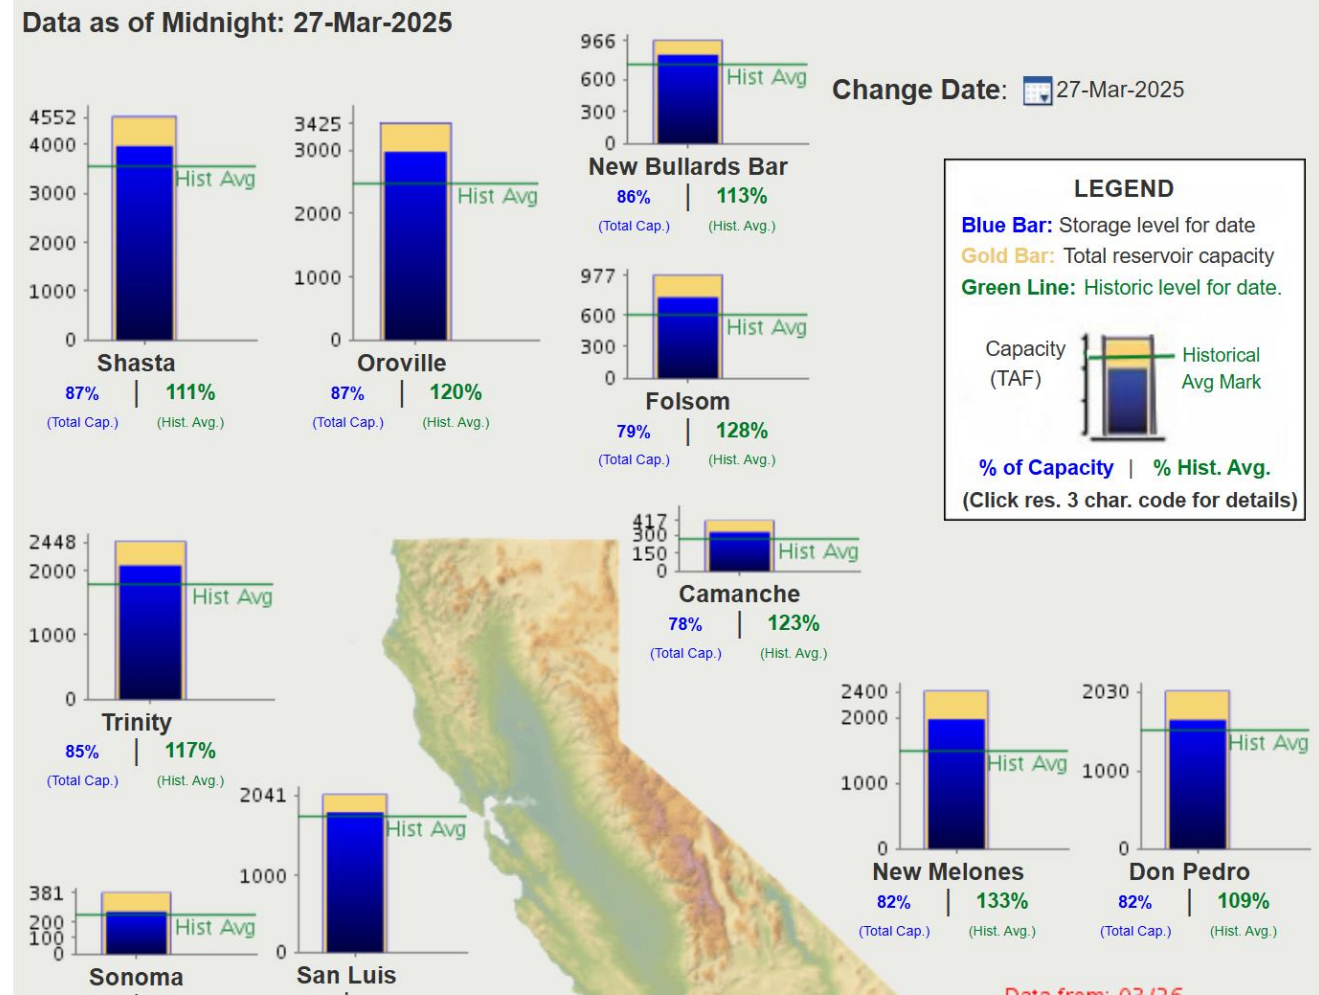 Data as of Midnight: 27-Mar-2025
966
600
300
0
Hist Avg
New Bullards Bar
86% | 113%
(Total Cap.) (Hist. Avg.)
Change Date: 27-Mar-2025
4552
4000
3000
2000
1000
0
Hist Avg
Shasta
87% | 111%
(Total Cap.) (Hist. Avg.)
3425
3000
2000
1000
0
Hist Avg
Oroville
87% | 120%
(Total Cap.) (Hist. Avg.)
977
600
300
0
Hist Avg
Folsom
79% | 128%
(Total Cap.) (Hist. Avg.)
LEGEND
Blue Bar: Storage level for date
Gold Bar: Total reservoir capacity
Green Line: Historic level for date.
Capacity
(TAF)
Historical
Avg Mark
% of Capacity | % Hist. Avg.
(Click res. 3 char. code for details)
2448
2000
1000
0
Hist Avg
Trinity
85% | 117%
(Total Cap.) (Hist. Avg.)
417
300
150
0
Hist Avg
Camanche
78% | 123%
(Total Cap.) (Hist. Avg.)
2400
2000
1000
0
Hist Avg
New Melones
82% | 133%
(Total Cap.) (Hist. Avg.)
2030
1000
0
Hist Avg
Don Pedro
82% | 109%
(Total Cap.) (Hist. Avg.)
2041
1000
0
Hist Avg
San Luis
381
200
100
0
Hist Avg
Sonoma
Data from: 03/26